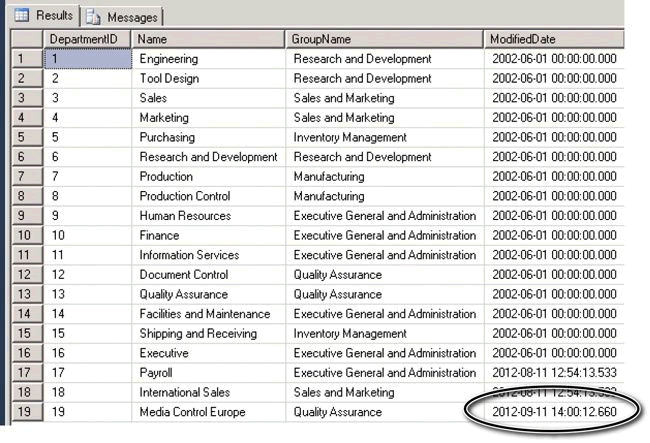 Results Messages
DepartmentID Name GroupName ModifiedDate
1 1 Engineering Research and Development 2002-06-01 00:00:00.000
2 2 Tool Design Research and Development 2002-06-01 00:00:00.000
3 3 Sales Sales and Marketing 2002-06-01 00:00:00.000
4 4 Marketing Sales and Marketing 2002-06-01 00:00:00.000
5 5 Purchasing Inventory Management 2002-06-01 00:00:00.000
6 6 Research and Development Research and Development 2002-06-01 00:00:00.000
7 7 Production Manufacturing 2002-06-01 00:00:00.000
8 8 Production Control Manufacturing 2002-06-01 00:00:00.000
9 9 Human Resources Executive General and Administration 2002-06-01 00:00:00.000
10 10 Finance Executive General and Administration 2002-06-01 00:00:00.000
11 11 Information Services Executive General and Administration 2002-06-01 00:00:00.000
12 12 Document Control Quality Assurance 2002-06-01 00:00:00.000
13 13 Quality Assurance Quality Assurance 2002-06-01 00:00:00.000
14 14 Facilities and Maintenance Executive General and Administration 2002-06-01 00:00:00.000
15 15 Shipping and Receiving Inventory Management 2002-06-01 00:00:00.000
16 16 Executive Executive General and Administration 2002-06-01 00:00:00.000
17 17 Payroll Executive General and Administration 2012-08-11 12:54:13.533
18 18 International Sales Sales and Marketing 2012-08-11
19 19 Media Control Europe Quality Assurance 2012-09-11 14:00:12.660